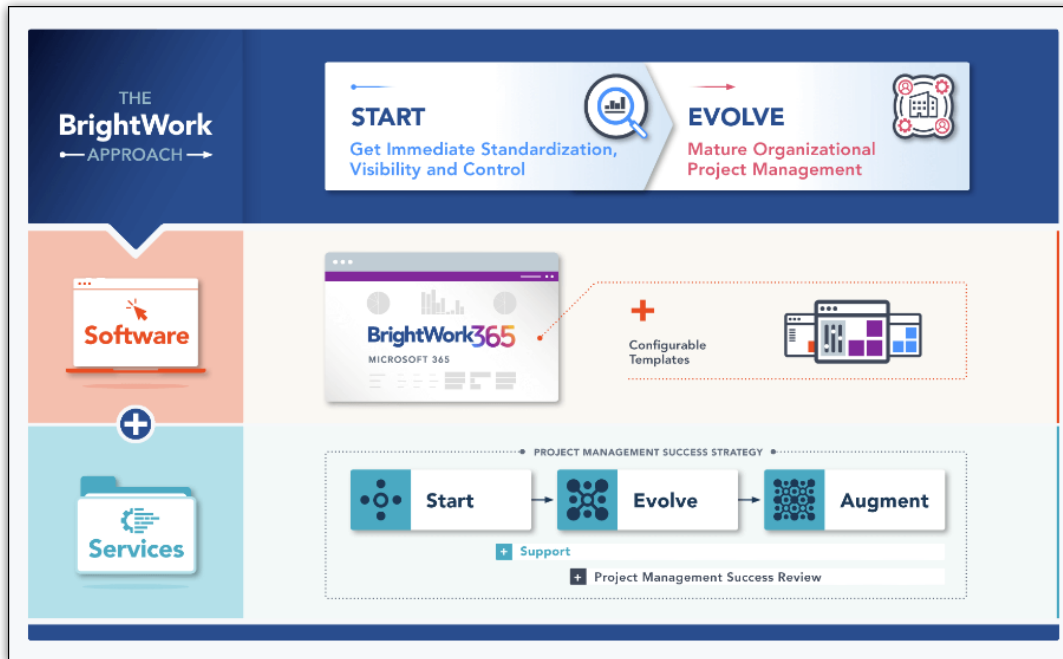 THE
BrightWork
APPROACH
START
Get Immediate Standardization,
Visibility and Control
EVOLVE
Mature Organizational
Project Management
Software
BrightWork365
MICROSOFT 365
+
Configurable
Templates
+
Services
PROJECT MANAGEMENT SUCCESS STRATEGY
Start
Evolve
Augment
+ Support
+ Project Management Success Review